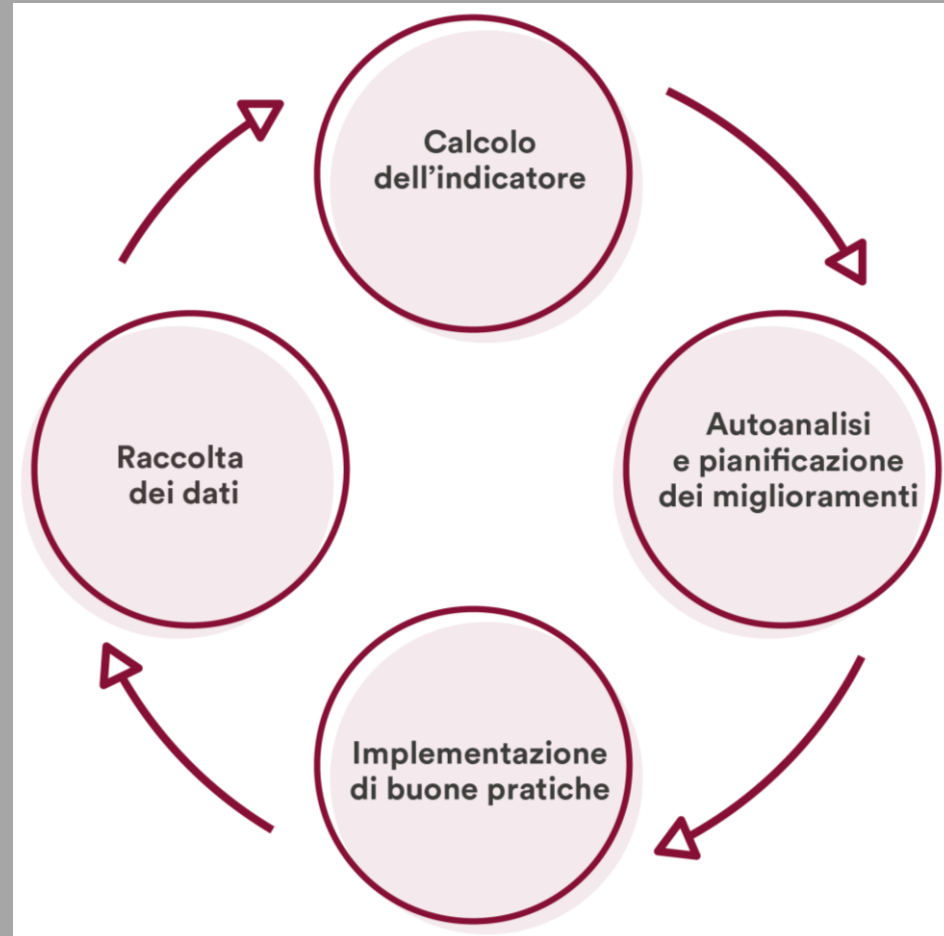 Calcolo
dell’indicatore
Autoanalisi
e pianificazione
dei miglioramenti
Implementazione
di buone pratiche
Raccolta
dei dati